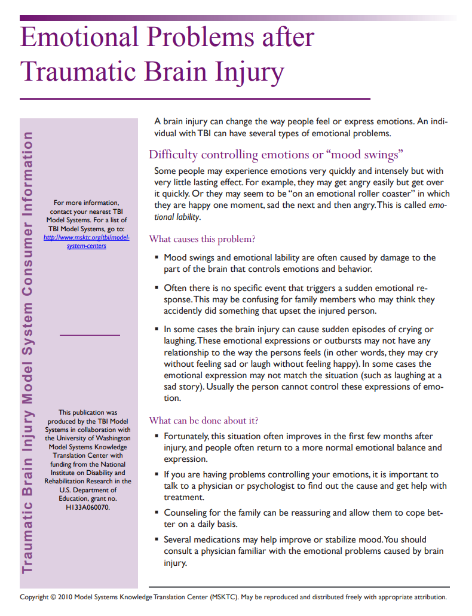 Emotional Problems after
Traumatic Brain Injury
Traumatic Brain Injury Model System Consumer Information
For more information,
contact your nearest TBI
Model Systems. For a list of
TBI Model Systems, go to:
http://www.msktc.org/tbi/model-
system-centers
This publication was
produced by the TBI Model
Systems in collaboration with
the University of Washington
Model Systems Knowledge
Translation Center with
funding from the National
Institute on Disability and
Rehabilitation Research in the
U.S. Department of
Education, grant no.
H133A060070.
A brain injury can change the way people feel or express emotions. An indi-
vidual with TBI can have several types of emotional problems.
Difficulty controlling emotions or “mood swings”
Some people may experience emotions very quickly and intensely but with
very little lasting effect. For example, they may get angry easily but get over
it quickly. Or they may seem to be “on an emotional roller coaster” in which
they are happy one moment, sad the next and then angry. This is called emo-
tional lability.
What causes this problem?
▪ Mood swings and emotional lability are often caused by damage to the
part of the brain that controls emotions and behavior.
▪ Often there is no specific event that triggers a sudden emotional re-
sponse. This may be confusing for family members who may think they
accidently did something that upset the injured person.
▪ In some cases the brain injury can cause sudden episodes of crying or
laughing. These emotional expressions or outbursts may not have any
relationship to the way the persons feels (in other words, they may cry
without feeling sad or laugh without feeling happy). In some cases the
emotional expression may not match the situation (such as laughing at a
sad story). Usually the person cannot control these expressions of emo-
tion.
What can be done about it?
▪ Fortunately, this situation often improves in the first few months after
injury, and people often return to a more normal emotional balance and
expression.
▪ If you are having problems controlling your emotions, it is important to
talk to a physician or psychologist to find out the cause and get help with
treatment.
▪ Counseling for the family can be reassuring and allow them to cope bet-
ter on a daily basis.
▪ Several medications may help improve or stabilize mood. You should
consult a physician familiar with the emotional problems caused by brain
injury.
Copyright © 2010 Model Systems Knowledge Translation Center (MSKTC). May be reproduced and distributed freely with appropriate attribution.